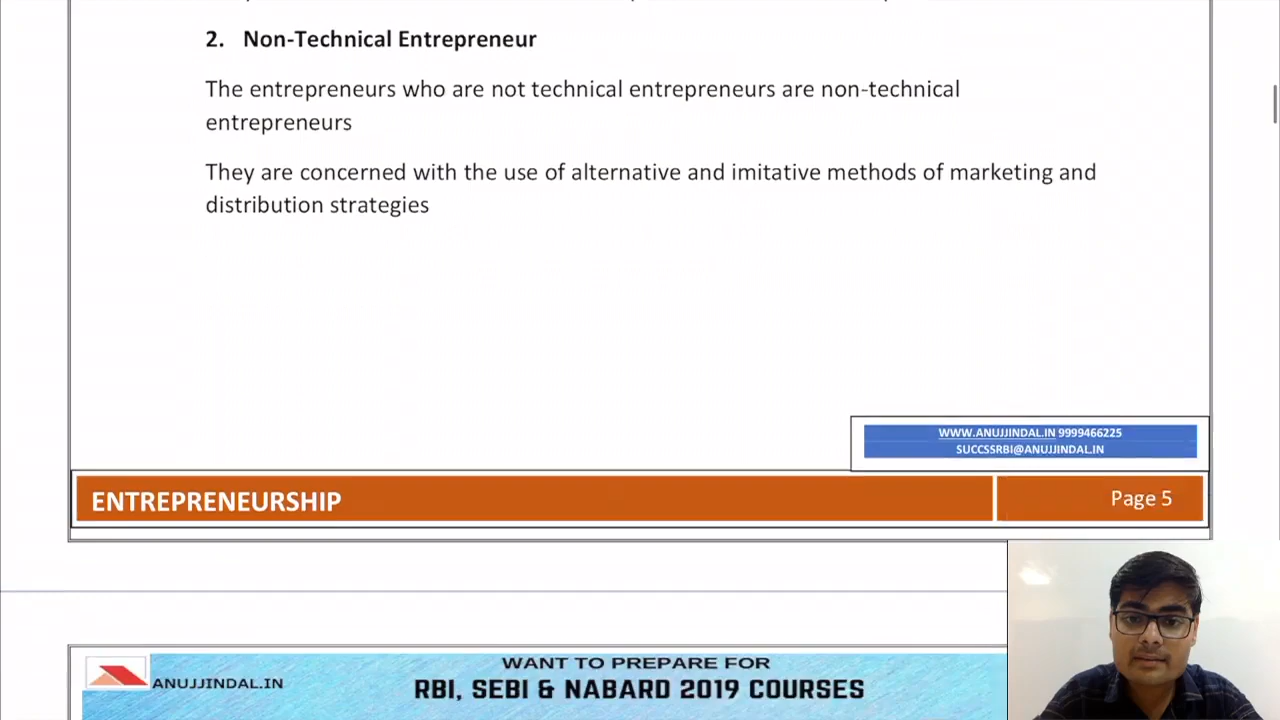 2. Non-Technical Entrepreneur
The entrepreneurs who are not technical entrepreneurs are non-technical
entrepreneurs
They are concerned with the use of alternative and imitative methods of marketing and
distribution strategies
WWW.ANUJJINDAL.IN 9999466225
SUCCSSRBI@ANUJJINDAL.IN
ENTREPRENEURSHIP
Page 5
ANUJJINDAL.IN
WANT TO PREPARE FOR
RBI, SEBI & NABARD 2019 COURSES